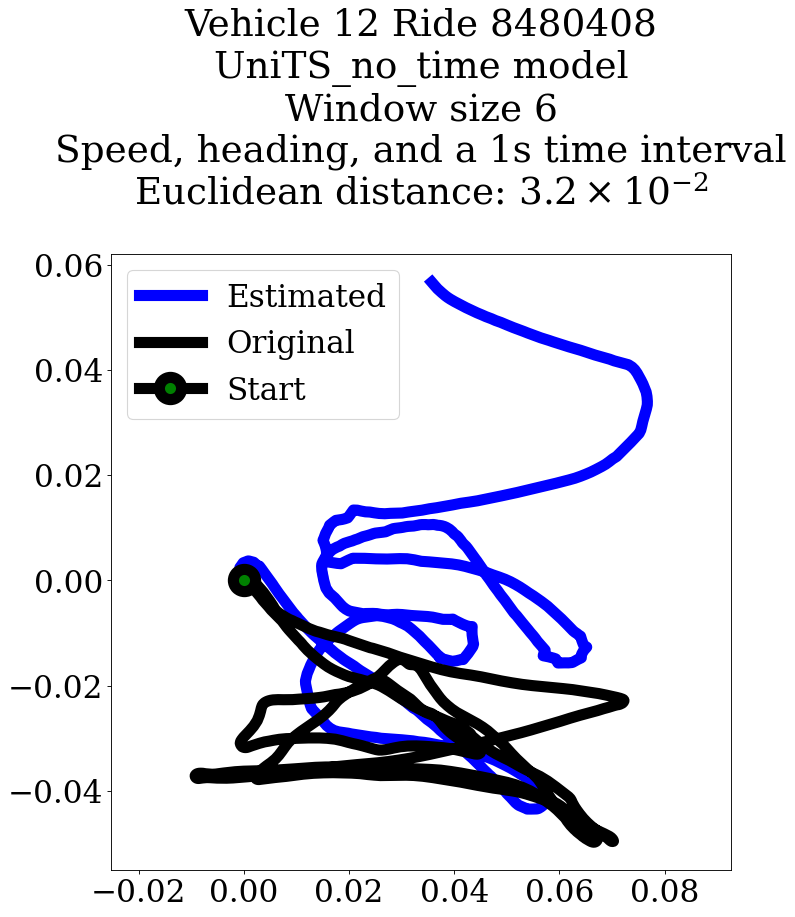 Vehicle 12 Ride 8480408
UniTS_no_time model
Window size 6
Speed, heading, and a 1s time interval
Euclidean distance: 3.2 × 10⁻²
0.06
Estimated
Original
0.04
Start
0.02
0.00
−0.02
−0.04
−0.02 0.00 0.02 0.04 0.06 0.08